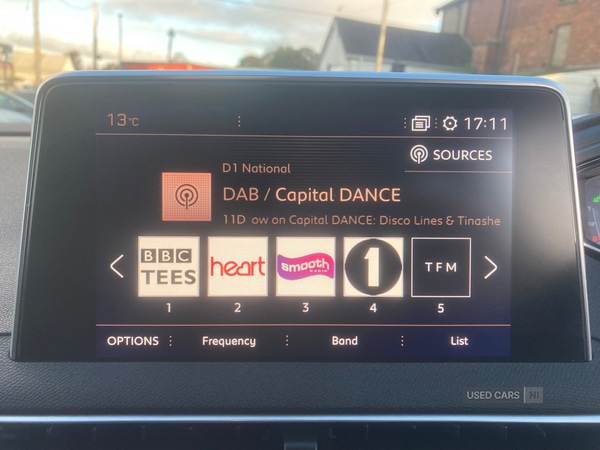 13°C
17:11
SOURCES
D1 National
DAB / Capital DANCE
11D ow on Capital DANCE: Disco Lines & Tinashe
BBC TEES
heart
smooth RADIO
1
TFM
1 2 3 4 5
OPTIONS Frequency Band List
USED CARS NI